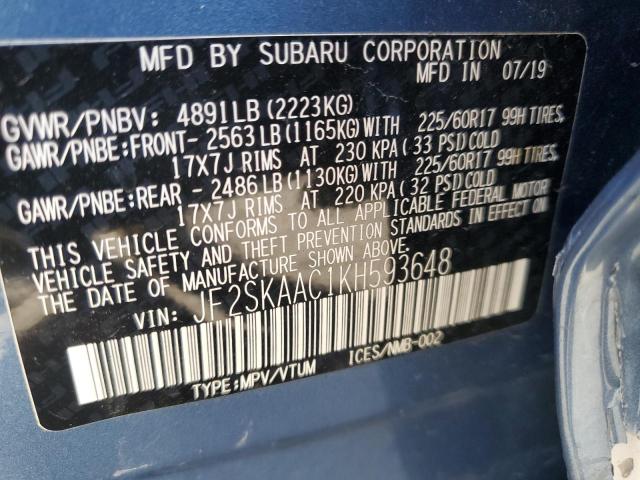 MFD BY SUBARU CORPORATION
MFD IN 07/19
GVWR/PNBV: 4891LB(2223KG)
GAWR/PNBE:FRONT-2563LB(1165KG)WITH 225/60R17 99H TIRES,
17X7J RIMS AT 230 KPA(33 PSI)COLD
GAWR/PNBE:REAR -2486LB(1130KG)WITH 225/60R17 99H TIRES,
17X7J RIMS AT 220 KPA(32 PSI)COLD
THIS VEHICLE CONFORMS TO ALL APPLICABLE FEDERAL MOTOR
VEHICLE SAFETY AND THEFT PREVENTION STANDARDS IN EFFECT ON
THE DATE OF MANUFACTURE SHOWN ABOVE.
VIN: JF2SKAAC1KH593648
TYPE:MPV/VTUM ICES/NMB-002